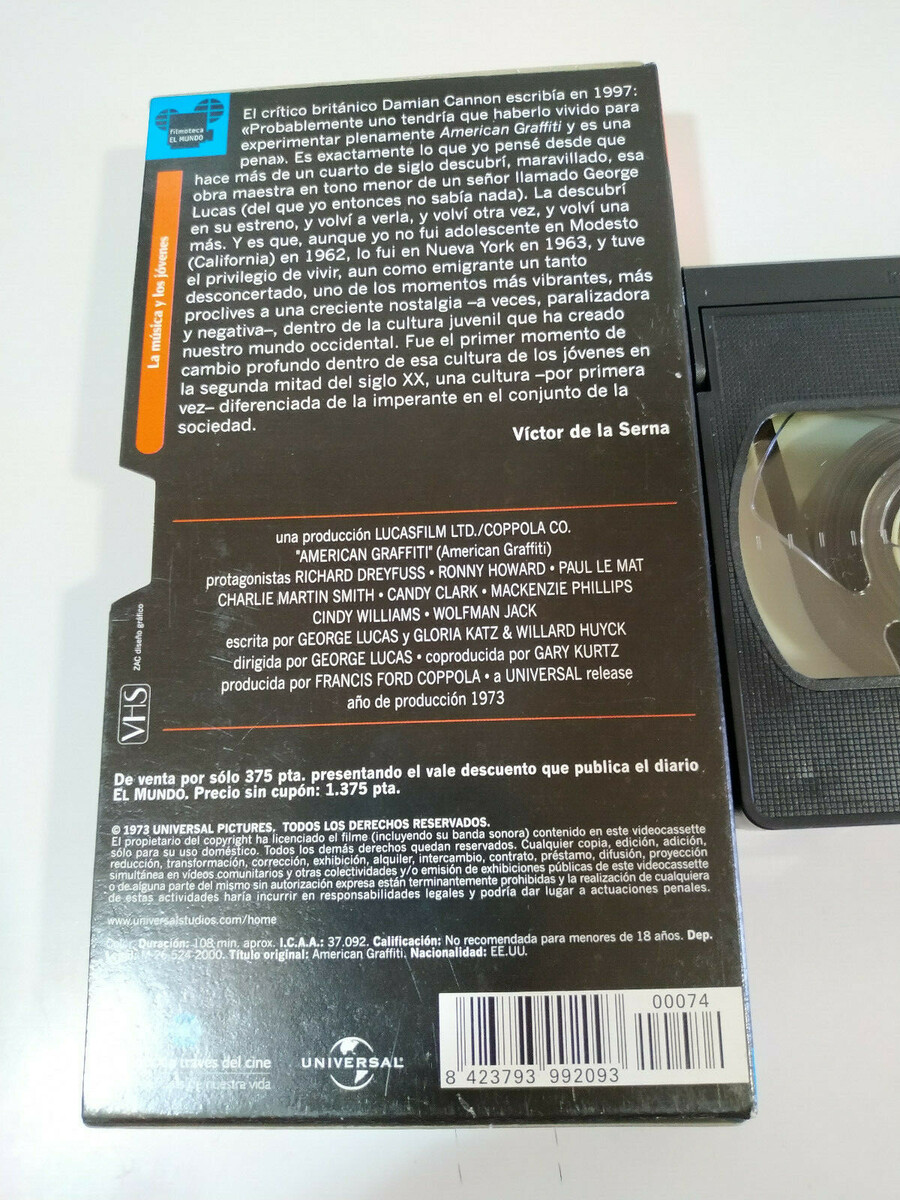 filmoteca
EL MUNDO
La música y los jóvenes
El crítico británico Damian Cannon escribía en 1997:
«Probablemente uno tendría que haberlo vivido para
experimentar plenamente American Graffiti y es una
pena». Es exactamente lo que yo pensé desde que
hace más de un cuarto de siglo descubrí, maravillado, esa
obra maestra en tono menor de un señor llamado George
Lucas (del que yo entonces no sabía nada). La descubrí
en su estreno, y volví a verla, y volví otra vez, y volví una
más. Y es que, aunque yo no fui adolescente en Modesto
(California) en 1962, lo fui en Nueva York en 1963, y tuve
el privilegio de vivir, aun como emigrante un tanto
desconcertado, uno de los momentos más vibrantes, más
proclives a una creciente nostalgia –a veces, paralizadora
y negativa–, dentro de la cultura juvenil que ha creado
nuestro mundo occidental. Fue el primer momento de
cambio profundo dentro de esa cultura de los jóvenes en
la segunda mitad del siglo XX, una cultura –por primera
vez– diferenciada de la imperante en el conjunto de la
sociedad.
Víctor de la Serna
una producción LUCASFILM LTD./COPPOLA CO.
"AMERICAN GRAFFITI" (American Graffiti)
protagonistas RICHARD DREYFUSS • RONNY HOWARD • PAUL LE MAT
CHARLIE MARTIN SMITH • CANDY CLARK • MACKENZIE PHILLIPS
CINDY WILLIAMS • WOLFMAN JACK
escrita por GEORGE LUCAS y GLORIA KATZ & WILLARD HUYCK
dirigida por GEORGE LUCAS • coproducida por GARY KURTZ
producida por FRANCIS FORD COPPOLA • a UNIVERSAL release
año de producción 1973
ZAC diseño gráfico
VHS
De venta por sólo 375 pta. presentando el vale descuento que publica el diario
EL MUNDO. Precio sin cupón: 1.375 pta.
© 1973 UNIVERSAL PICTURES. TODOS LOS DERECHOS RESERVADOS.
El propietario del copyright ha licenciado el filme (incluyendo su banda sonora) contenido en este videocassette
sólo para su uso doméstico. Todos los demás derechos quedan reservados. Cualquier copia, edición, adición,
reducción, transformación, corrección, exhibición, alquiler, intercambio, contrato, préstamo, difusión, proyección
simultánea en vídeos comunitarios y otras colectividades y/o emisión de exhibiciones públicas de este videocassette
o de alguna parte del mismo sin autorización expresa están terminantemente prohibidas y la realización de cualquiera
de estas actividades haría incurrir en responsabilidades legales y podría dar lugar a actuaciones penales.
www.universalstudios.com/home
Color. Duración: 108 min. aprox. I.C.A.A.: 37.092. Calificación: No recomendada para menores de 18 años. Dep.
Legal: M-26.524-2000. Título original: American Graffiti. Nacionalidad: EE.UU.
través del cine
de nuestra vida
UNIVERSAL
00074
8 423793 992093